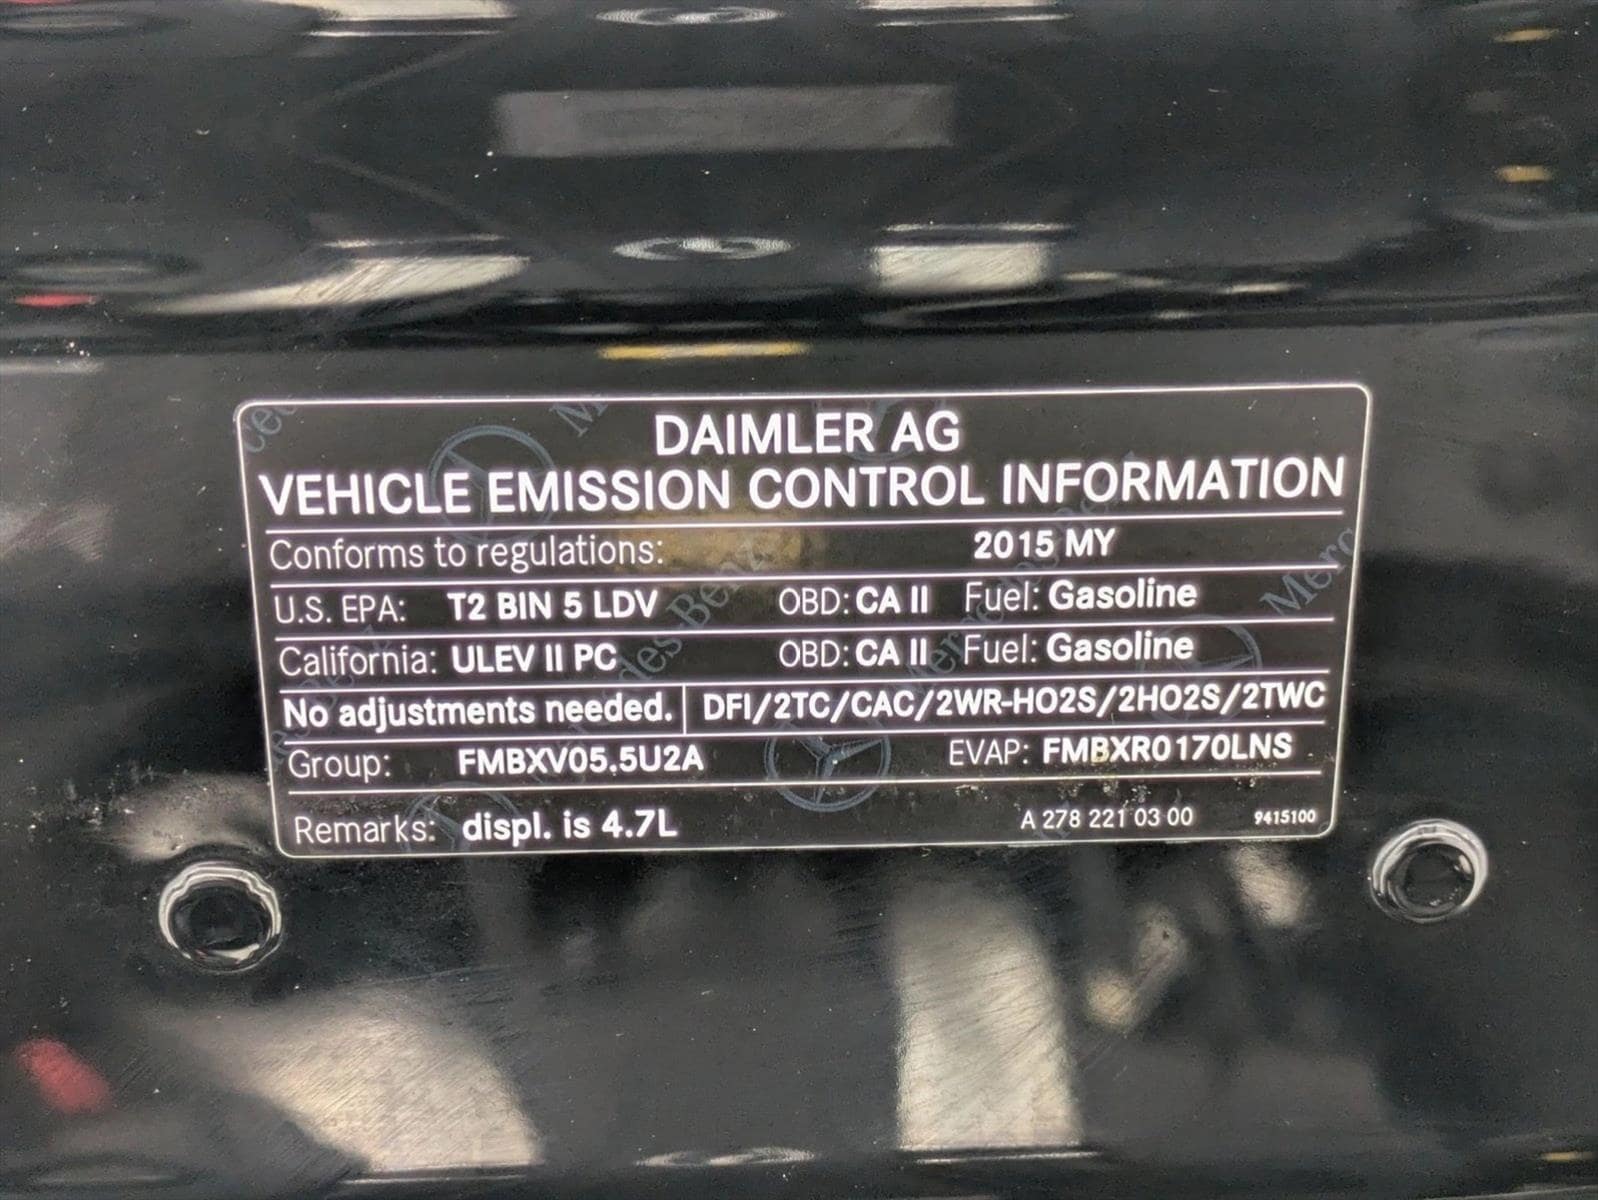 DAIMLER AG
VEHICLE EMISSION CONTROL INFORMATION
Conforms to regulations: 2015 MY
U.S. EPA: T2 BIN 5 LDV OBD: CA II Fuel: Gasoline
California: ULEV II PC OBD: CA II Fuel: Gasoline
No adjustments needed. DFI/2TC/CAC/2WR-HO2S/2HO2S/2TWC
Group: FMBXV05.5U2A EVAP: FMBXR0170LNS
Remarks: displ. is 4.7L A 278 221 03 00 9415100